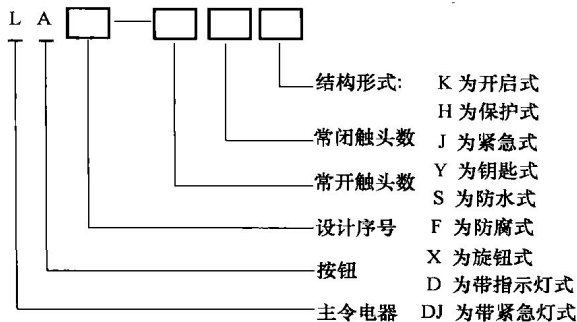 L A —
结构形式: K 为开启式
H 为保护式
常闭触头数 J 为紧急式
常开触头数 Y 为钥匙式
S 为防水式
设计序号 F 为防腐式
按钮 X 为旋钮式
D 为带指示灯式
主令电器 DJ 为带紧急灯式